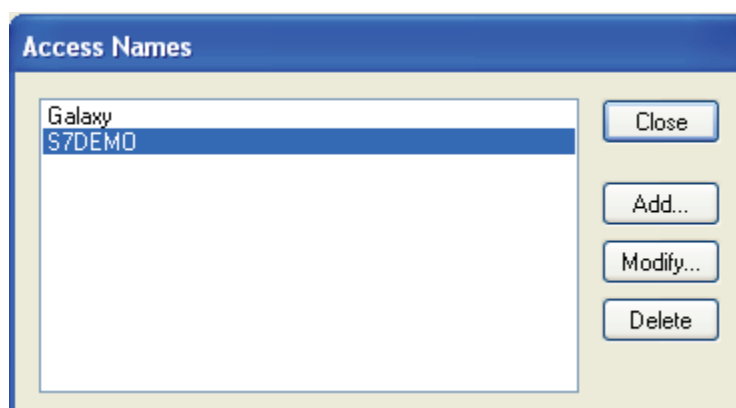 Access Names
Galaxy
S7DEMO
Close
Add...
Modify...
Delete